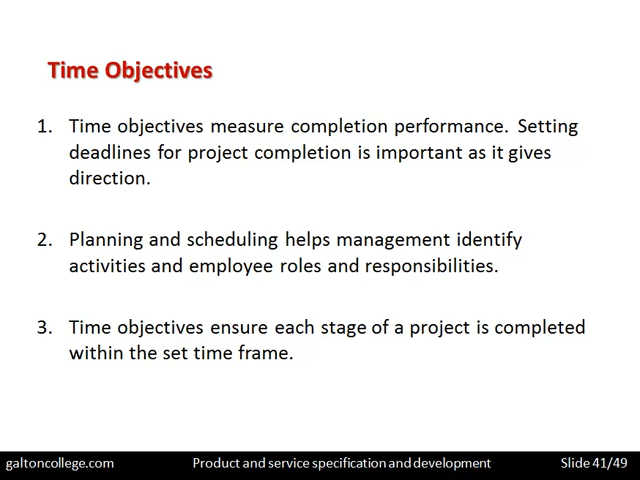 Time Objectives
1. Time objectives measure completion performance. Setting
deadlines for project completion is important as it gives
direction.
2. Planning and scheduling helps management identify
activities and employee roles and responsibilities.
3. Time objectives ensure each stage of a project is completed
within the set time frame.
galtoncollege.com Product and service specification and development Slide 41/49